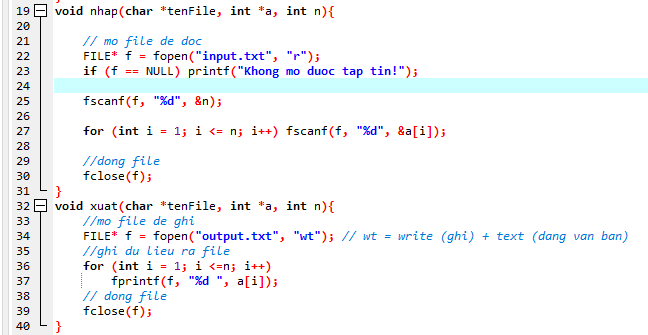 19 void nhap(char *tenFile, int *a, int n){
20
21 // mo file de doc
22 FILE* f = fopen("input.txt", "r");
23 if (f == NULL) printf("Khong mo duoc tap tin!");
24
25 fscanf(f, "%d", &n);
26
27 for (int i = 1; i <= n; i++) fscanf(f, "%d", &a[i]);
28
29 //dong file
30 fclose(f);
31 }
32 void xuat(char *tenFile, int *a, int n){
33 //mo file de ghi
34 FILE* f = fopen("output.txt", "wt"); // wt = write (ghi) + text (dang van ban)
35 //ghi du lieu ra file
36 for (int i = 1; i <=n; i++)
37 fprintf(f, "%d ", a[i]);
38 // dong file
39 fclose(f);
40 }